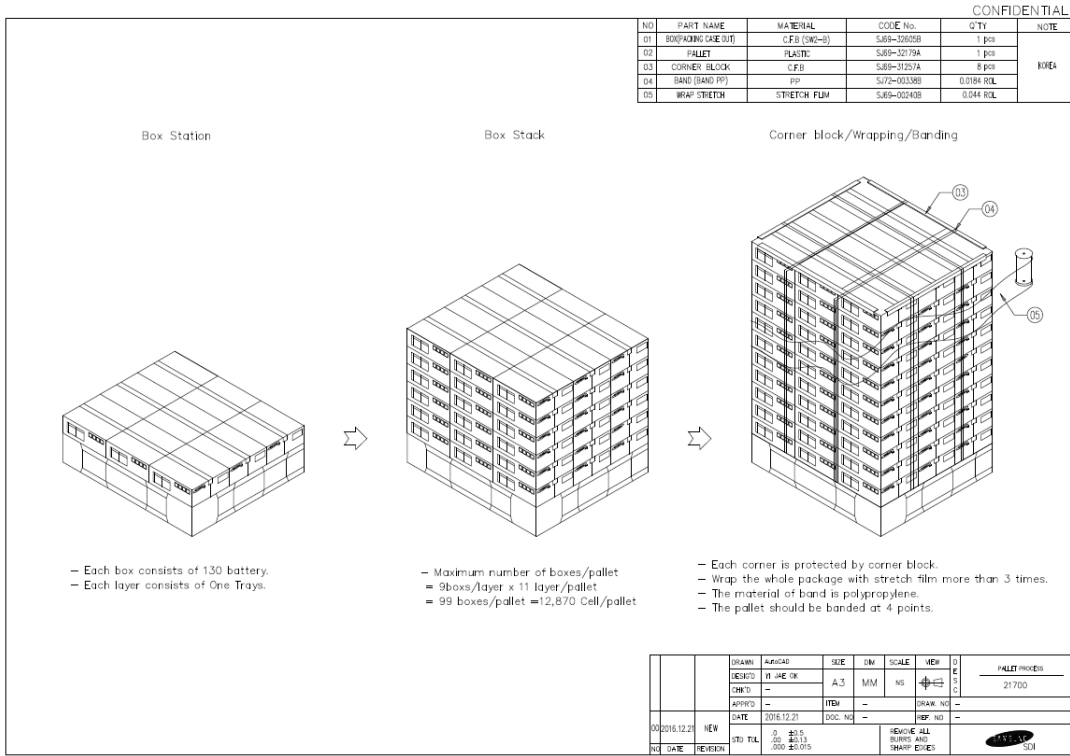 CONFIDENTIAL
NO PART NAME MATERIAL CODE No. Q'TY NOTE
01 BOX(PACKING CASE OUT) C.F.B (SW2-B) SJ69-32605B 1 pcs
02 PALLET PLASTIC SJ69-32179A 1 pcs
03 CORNER BLOCK C.F.B SJ69-31257A 8 pcs
KOREA
04 BAND (BAND PP) PP SJ72-00338B 0.0184 ROL
05 WRAP STRETCH STRETCH FLIM SJ69-00240B 0.044 ROL
Box Station
Box Stack
Corner block/Wrapping/Banding
03
04
05
- Each box consists of 130 battery.
- Each layer consists of One Trays.
- Maximum number of boxes/pallet
= 9boxs/layer x 11 layer/pallet
= 99 boxes/pallet =12,870 Cell/pallet
- Each corner is protected by corner block.
- Wrap the whole package with stretch film more than 3 times.
- The material of band is polypropylene.
- The pallet should be banded at 4 points.
DRAWN AutoCAD SIZE DIM SCALE VIEW DESC PALLET PROCESS
DESIG'D YI JAE OK A3 MM NS 21700
CHK'D -
APPR'D - ITEM - DRAW. NO -
DATE 2016.12.21 DOC. NO - REF. NO -
00 2016.12.21 NEW
STD TOL .0 ±0.5
.00 ±0.13
.000 ±0.015
REMOVE ALL
BURRS AND
SHARP EDGES
SAMSUNG
SDI
NO DATE REVISION